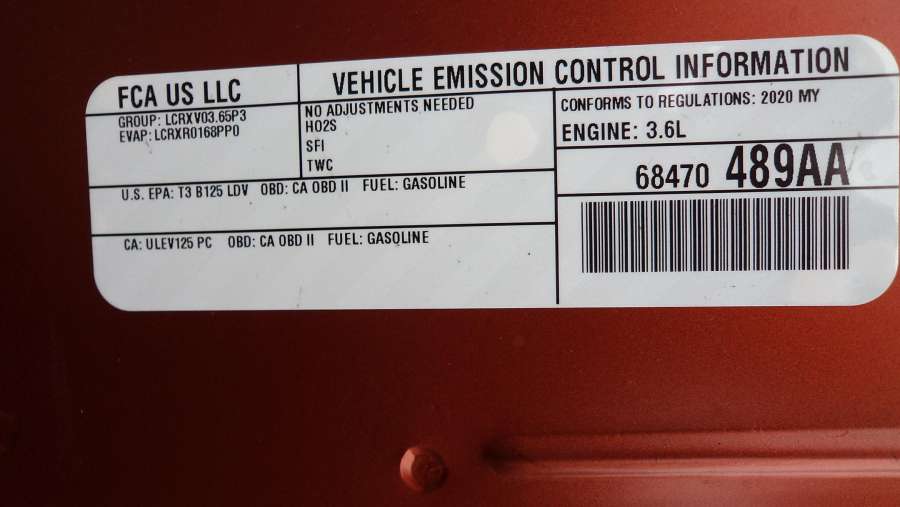 FCA US LLC
VEHICLE EMISSION CONTROL INFORMATION
GROUP: LCRXV03.65P3
EVAP: LCRXR0168PP0
NO ADJUSTMENTS NEEDED
HO2S
SFI
TWC
CONFORMS TO REGULATIONS: 2020 MY
ENGINE: 3.6L
68470 489AA
U.S. EPA: T3 B125 LDV OBD: CA OBD II FUEL: GASOLINE
CA: ULEV125 PC OBD: CA OBD II FUEL: GASOLINE